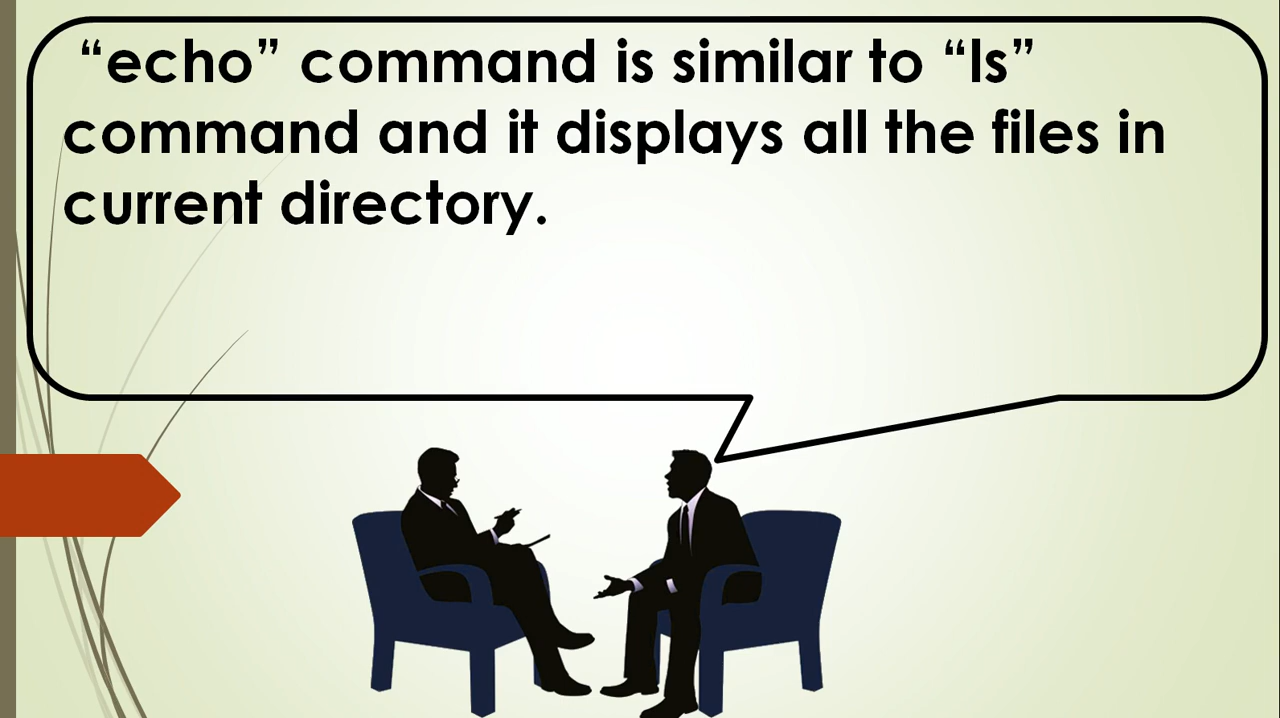 “echo” command is similar to “ls”
command and it displays all the files in
current directory.